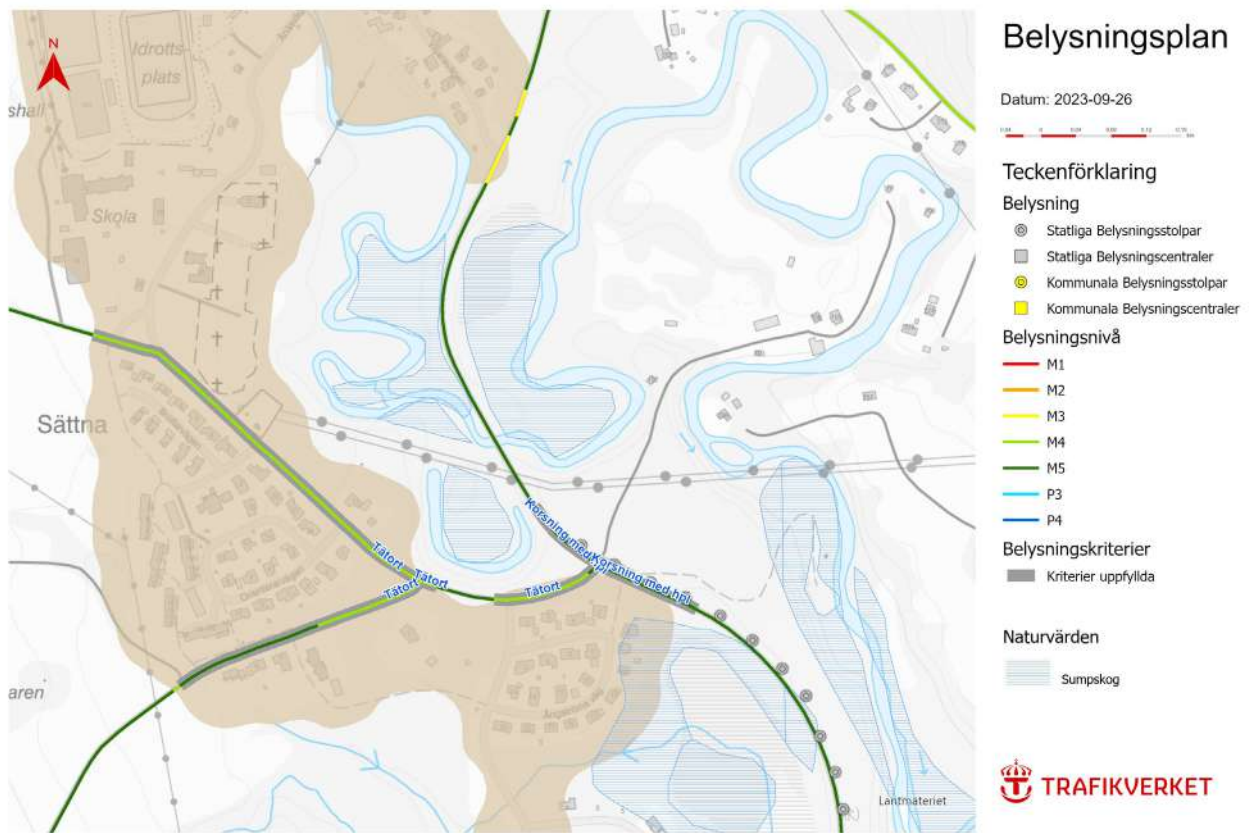 N
Idrotts-
plats
shall
Skola
Sättna
Tätort
Tätort
Tätort
Tätort
Korsning med hpl
Korsning med hpl
aren
Lantmäteriet
Belysningsplan
Datum: 2023-09-26
Teckenförklaring
Belysning
Statliga Belysningsstolpar
Statliga Belysningscentraler
Kommunala Belysningsstolpar
Kommunala Belysningscentraler
Belysningsnivå
M1
M2
M3
M4
M5
P3
P4
Belysningskriterier
Kriterier uppfyllda
Naturvärden
Sumpskog
TRAFIKVERKET